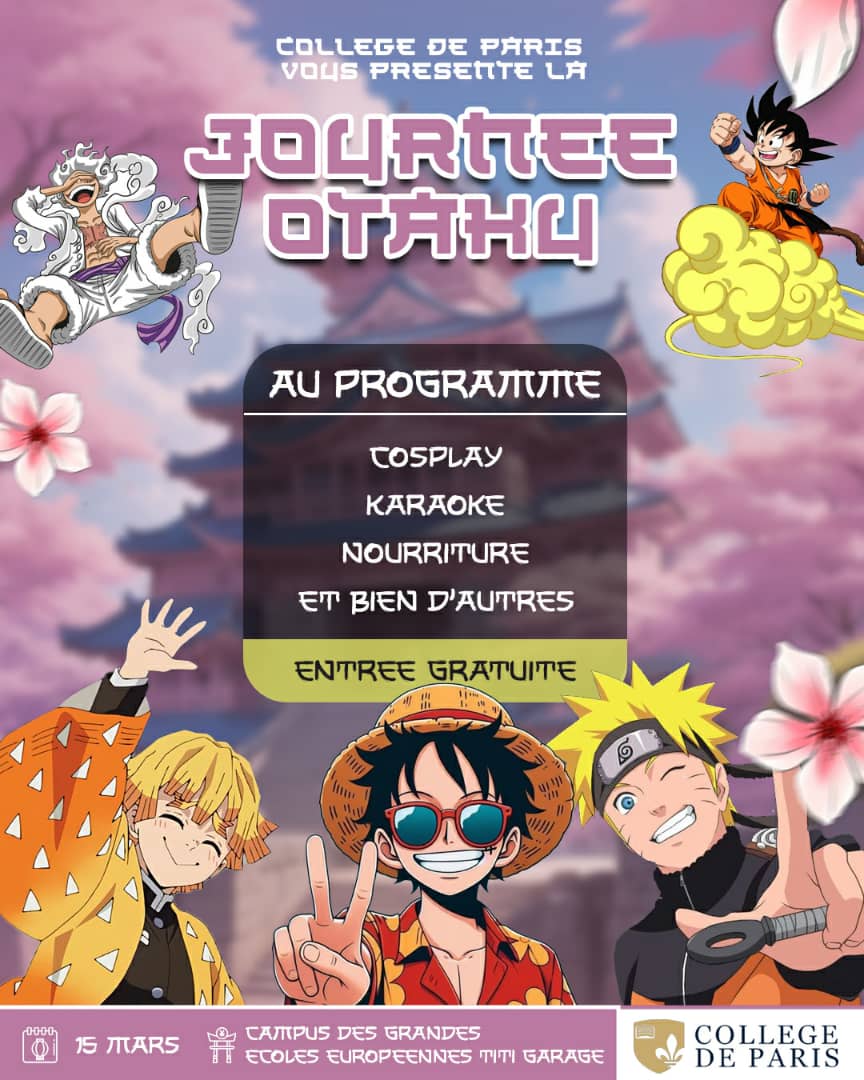 COLLEGE DE PARIS
VOUS PRESENTE LA
JOURNEE
OTAKU
AU PROGRAMME
COSPLAY
KARAOKE
NOURRITURE
ET BIEN D'AUTRES
ENTREE GRATUITE
15 MARS
CAMPUS DES GRANDES
ECOLES EUROPEENNES TITI GARAGE
COLLEGE
DE PARIS